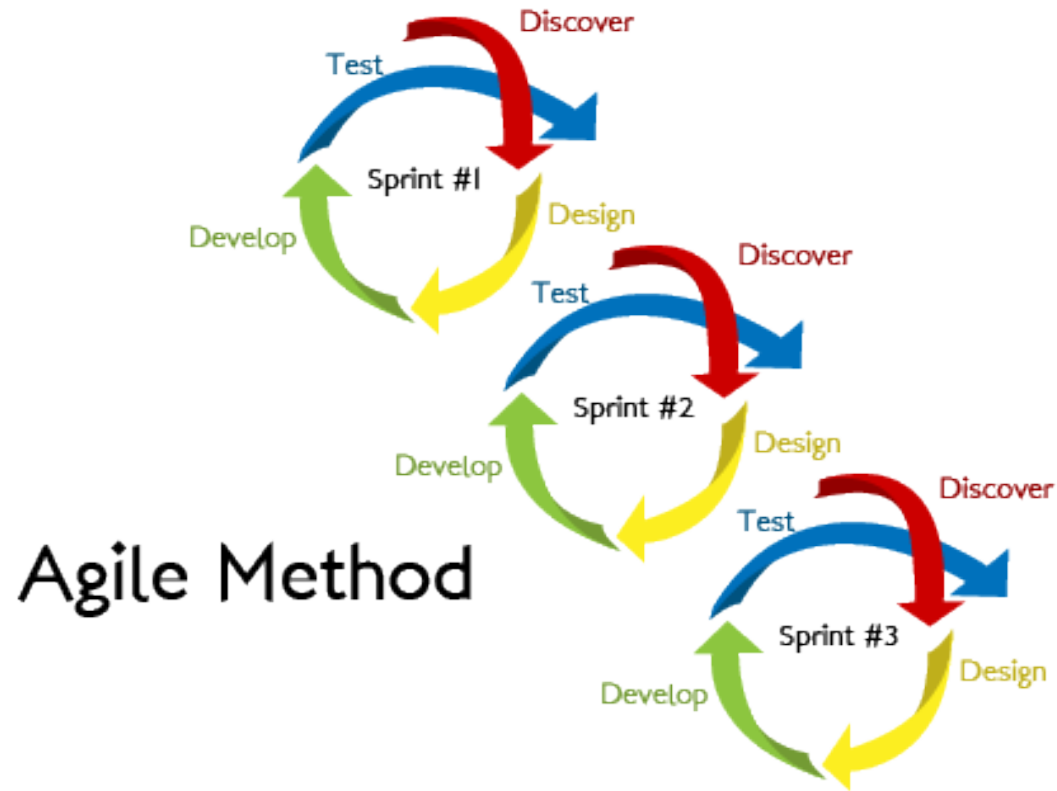 Discover
Test
Sprint #1
Design
Develop
Discover
Test
Sprint #2
Design
Develop
Discover
Test
Agile Method
Sprint #3
Design
Develop